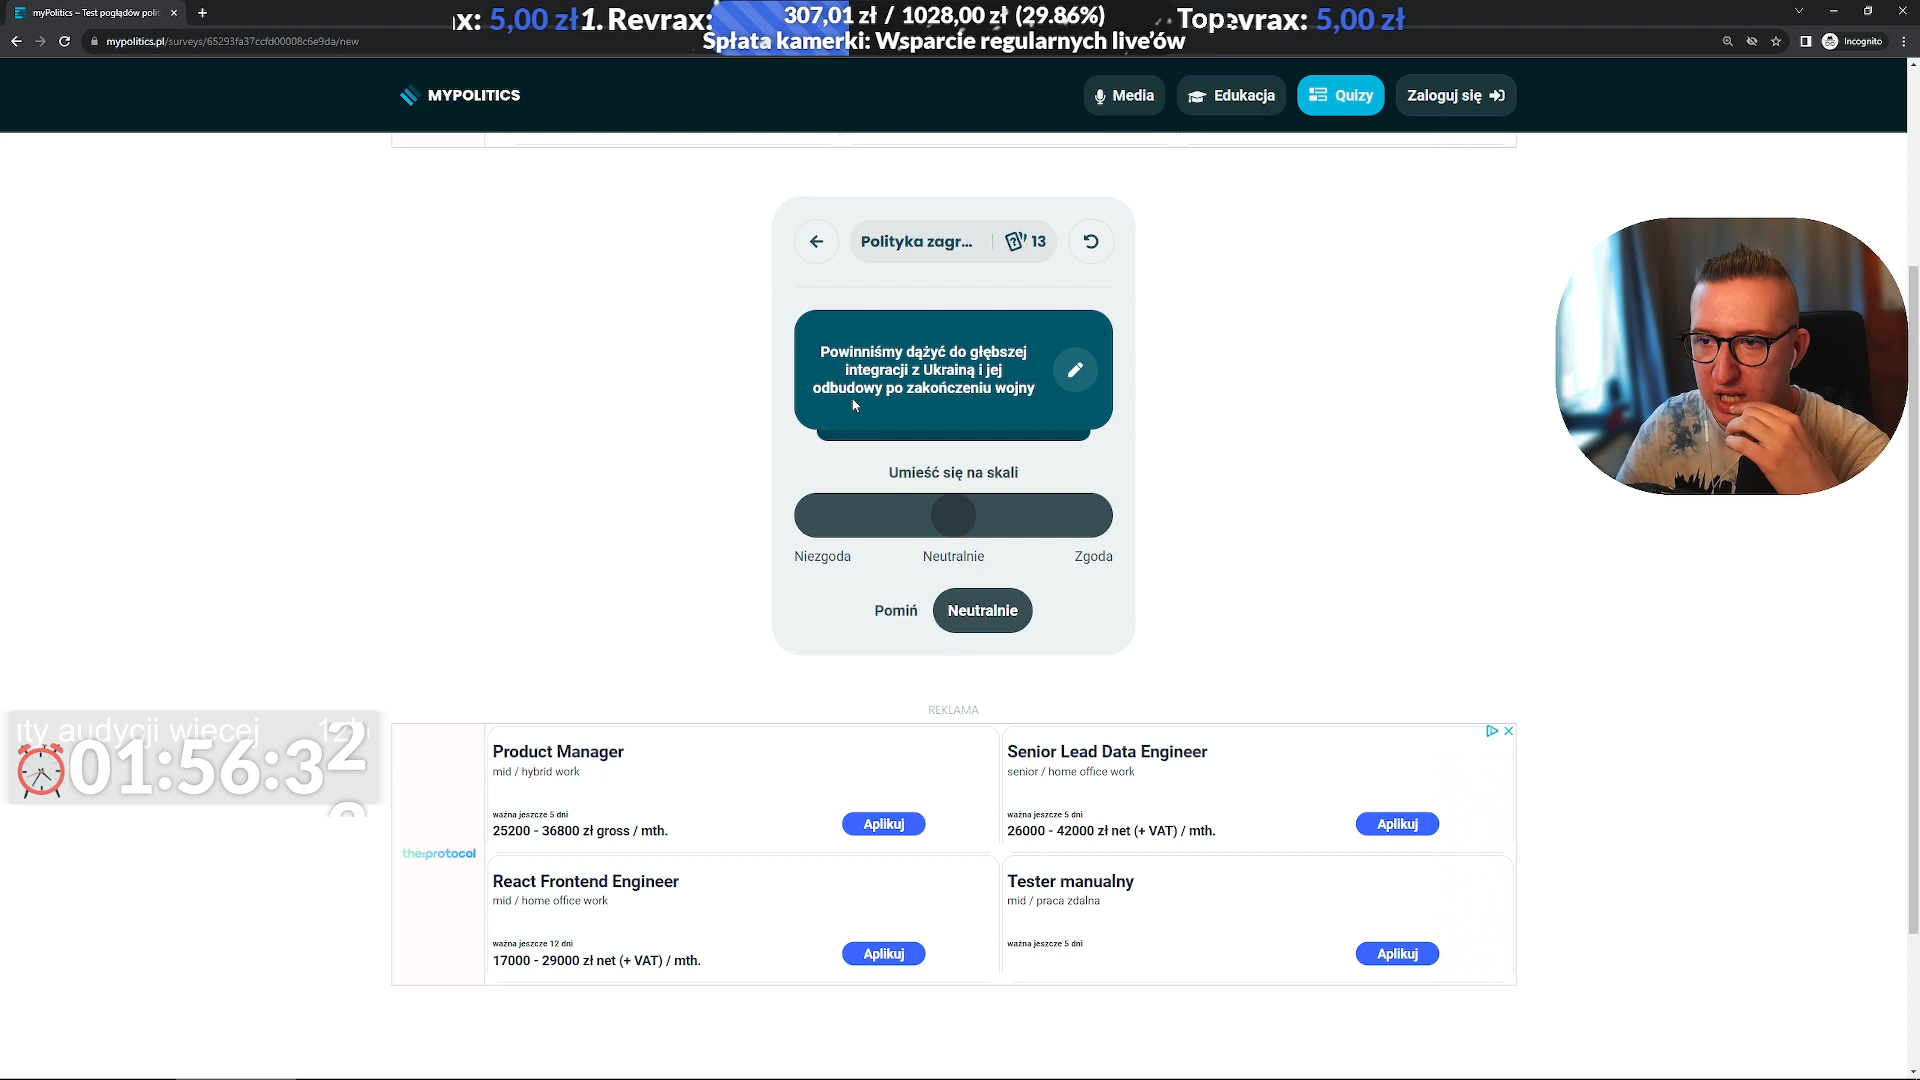 myPolitics – Test poglądów poli
x: 5,00 zł 1. Revrax:
307,01 zł / 1028,00 zł (29.86%)
Spłata kamerki: Wsparcie regularnych live'ów
vrax: 5,00 zł
mypolitics.pl/surveys/65293fa37ccfd00008c6e9da/new
Incognito
MYPOLITICS
Media
Edukacja
Quizy
Zaloguj się
Polityka zagr...
13
Powinniśmy dążyć do głębszej
integracji z Ukrainą i jej
odbudowy po zakończeniu wojny
Umieść się na skali
Niezgoda
Neutralnie
Zgoda
Pomiń
Neutralnie
REKLAMA
audycji więcej
01:56:32
the:protocol
Product Manager
mid / hybrid work
ważna jeszcze 5 dni
25200 - 36800 zł gross / mth.
Aplikuj
Senior Lead Data Engineer
senior / home office work
ważna jeszcze 5 dni
26000 - 42000 zł net (+ VAT) / mth.
Aplikuj
React Frontend Engineer
mid / home office work
ważna jeszcze 12 dni
17000 - 29000 zł net (+ VAT) / mth.
Aplikuj
Tester manualny
mid / praca zdalna
ważna jeszcze 5 dni
Aplikuj